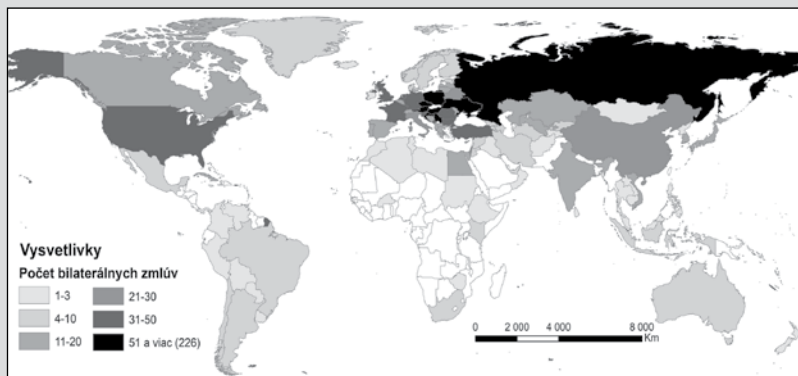 Vysvetlivky
Počet bilaterálnych zmlúv
1-3
4-10
11-20
21-30
31-50
51 a viac (226)
0 2 000 4 000 8 000
Km